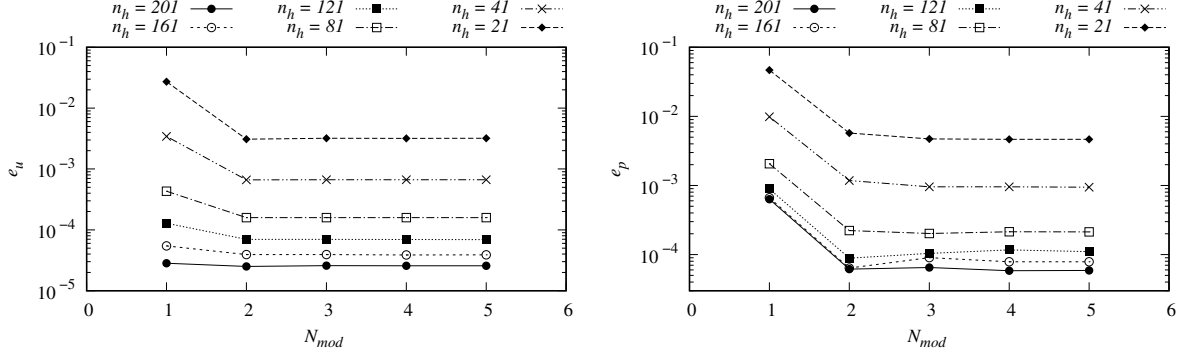 n_h = 201 n_h = 121 n_h = 41
n_h = 161 n_h = 81 n_h = 21
10^−1
10^−2
10^−3
10^−4
10^−5
e_u
0 1 2 3 4 5 6
N_mod
n_h = 201 n_h = 121 n_h = 41
n_h = 161 n_h = 81 n_h = 21
10^−1
10^−2
10^−3
10^−4
e_p
0 1 2 3 4 5 6
N_mod